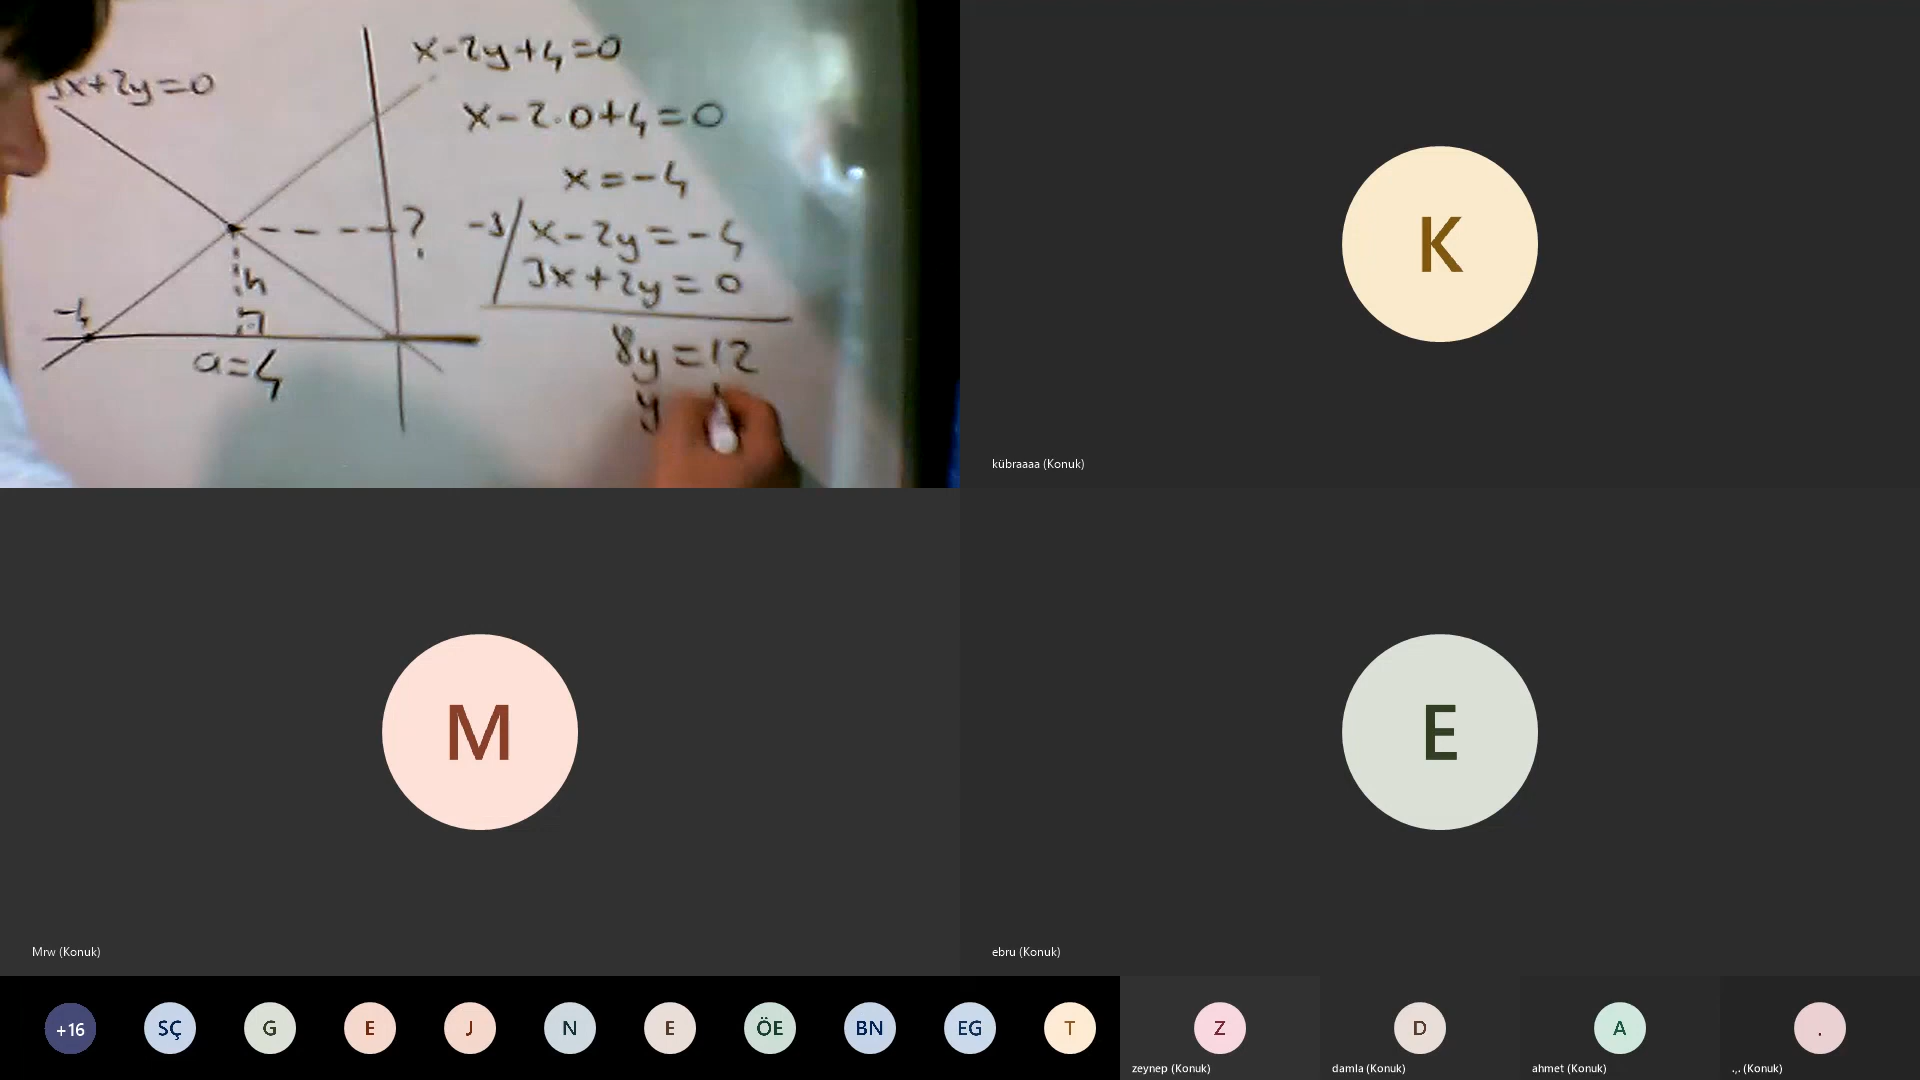 x-2y+4=0
3x+2y=0
x-2.0+4=0
x=-4
?
-3/ x-2y=-4
3x+2y=0
h
-4
8y=12
a=4
y
K
kübraaaa (Konuk)
M
E
Mrw (Konuk)
ebru (Konuk)
+16
SÇ
G
E
J
N
E
ÖE
BN
EG
T
Z
D
A
.
zeynep (Konuk)
damla (Konuk)
ahmet (Konuk)
.,. (Konuk)